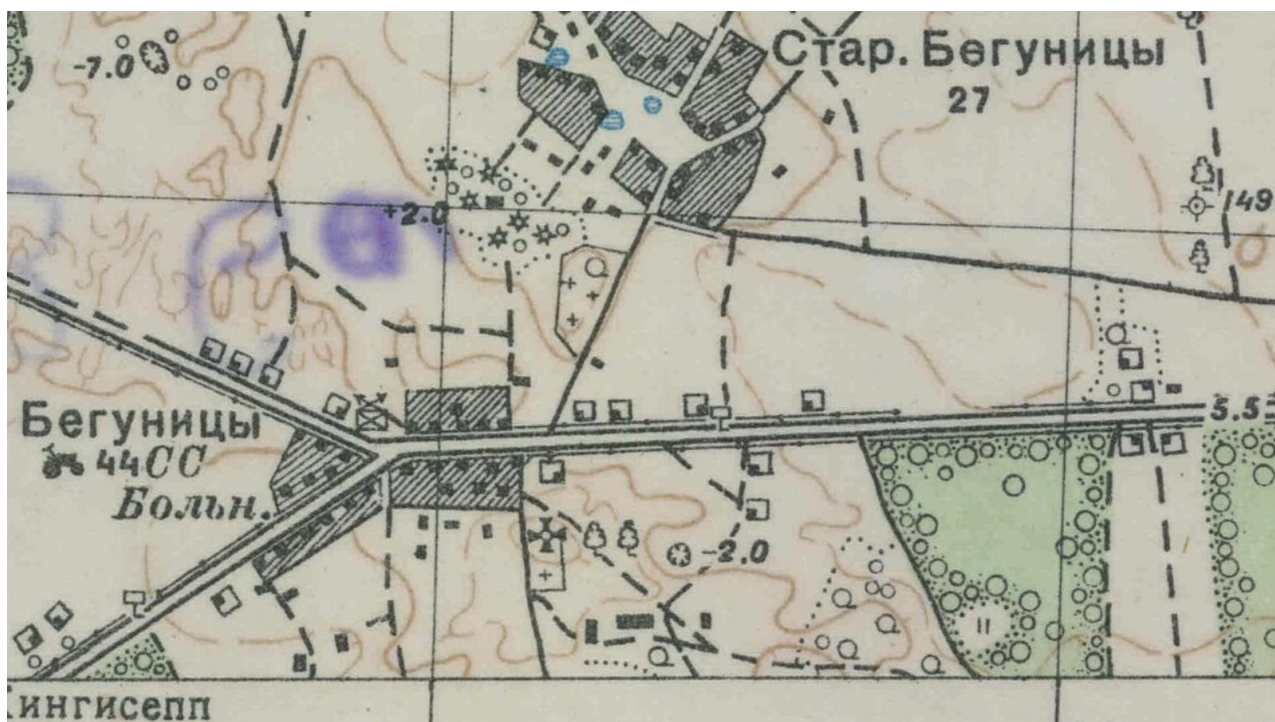 -7.0
Стар. Бегуницы
27
+2.0
149
Бегуницы
5.5
44СС
Больн.
-2.0
ингисепп